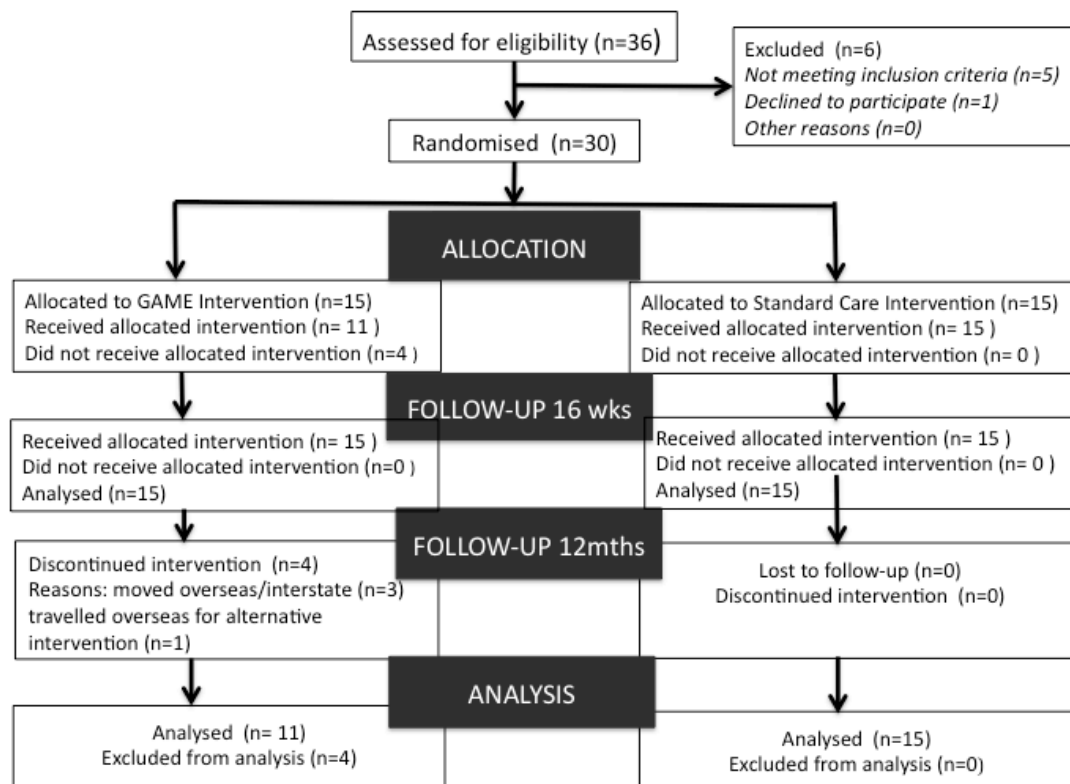 Assessed for eligibility (n=36)
Excluded (n=6)
Not meeting inclusion criteria (n=5)
Declined to participate (n=1)
Other reasons (n=0)
Randomised (n=30)
ALLOCATION
Allocated to GAME Intervention (n=15)
Received allocated intervention (n= 11 )
Did not receive allocated intervention (n=4 )
Allocated to Standard Care Intervention (n=15)
Received allocated intervention (n= 15 )
Did not receive allocated intervention (n= 0 )
FOLLOW-UP 16 wks
Received allocated intervention (n= 15 )
Did not receive allocated intervention (n=0 )
Analysed (n=15)
Received allocated intervention (n= 15 )
Did not receive allocated intervention (n= 0 )
Analysed (n=15)
FOLLOW-UP 12mths
Discontinued intervention (n=4)
Reasons: moved overseas/interstate (n=3)
travelled overseas for alternative
intervention (n=1)
Lost to follow-up (n=0)
Discontinued intervention (n=0)
ANALYSIS
Analysed (n= 11)
Excluded from analysis (n=4)
Analysed (n=15)
Excluded from analysis (n=0)